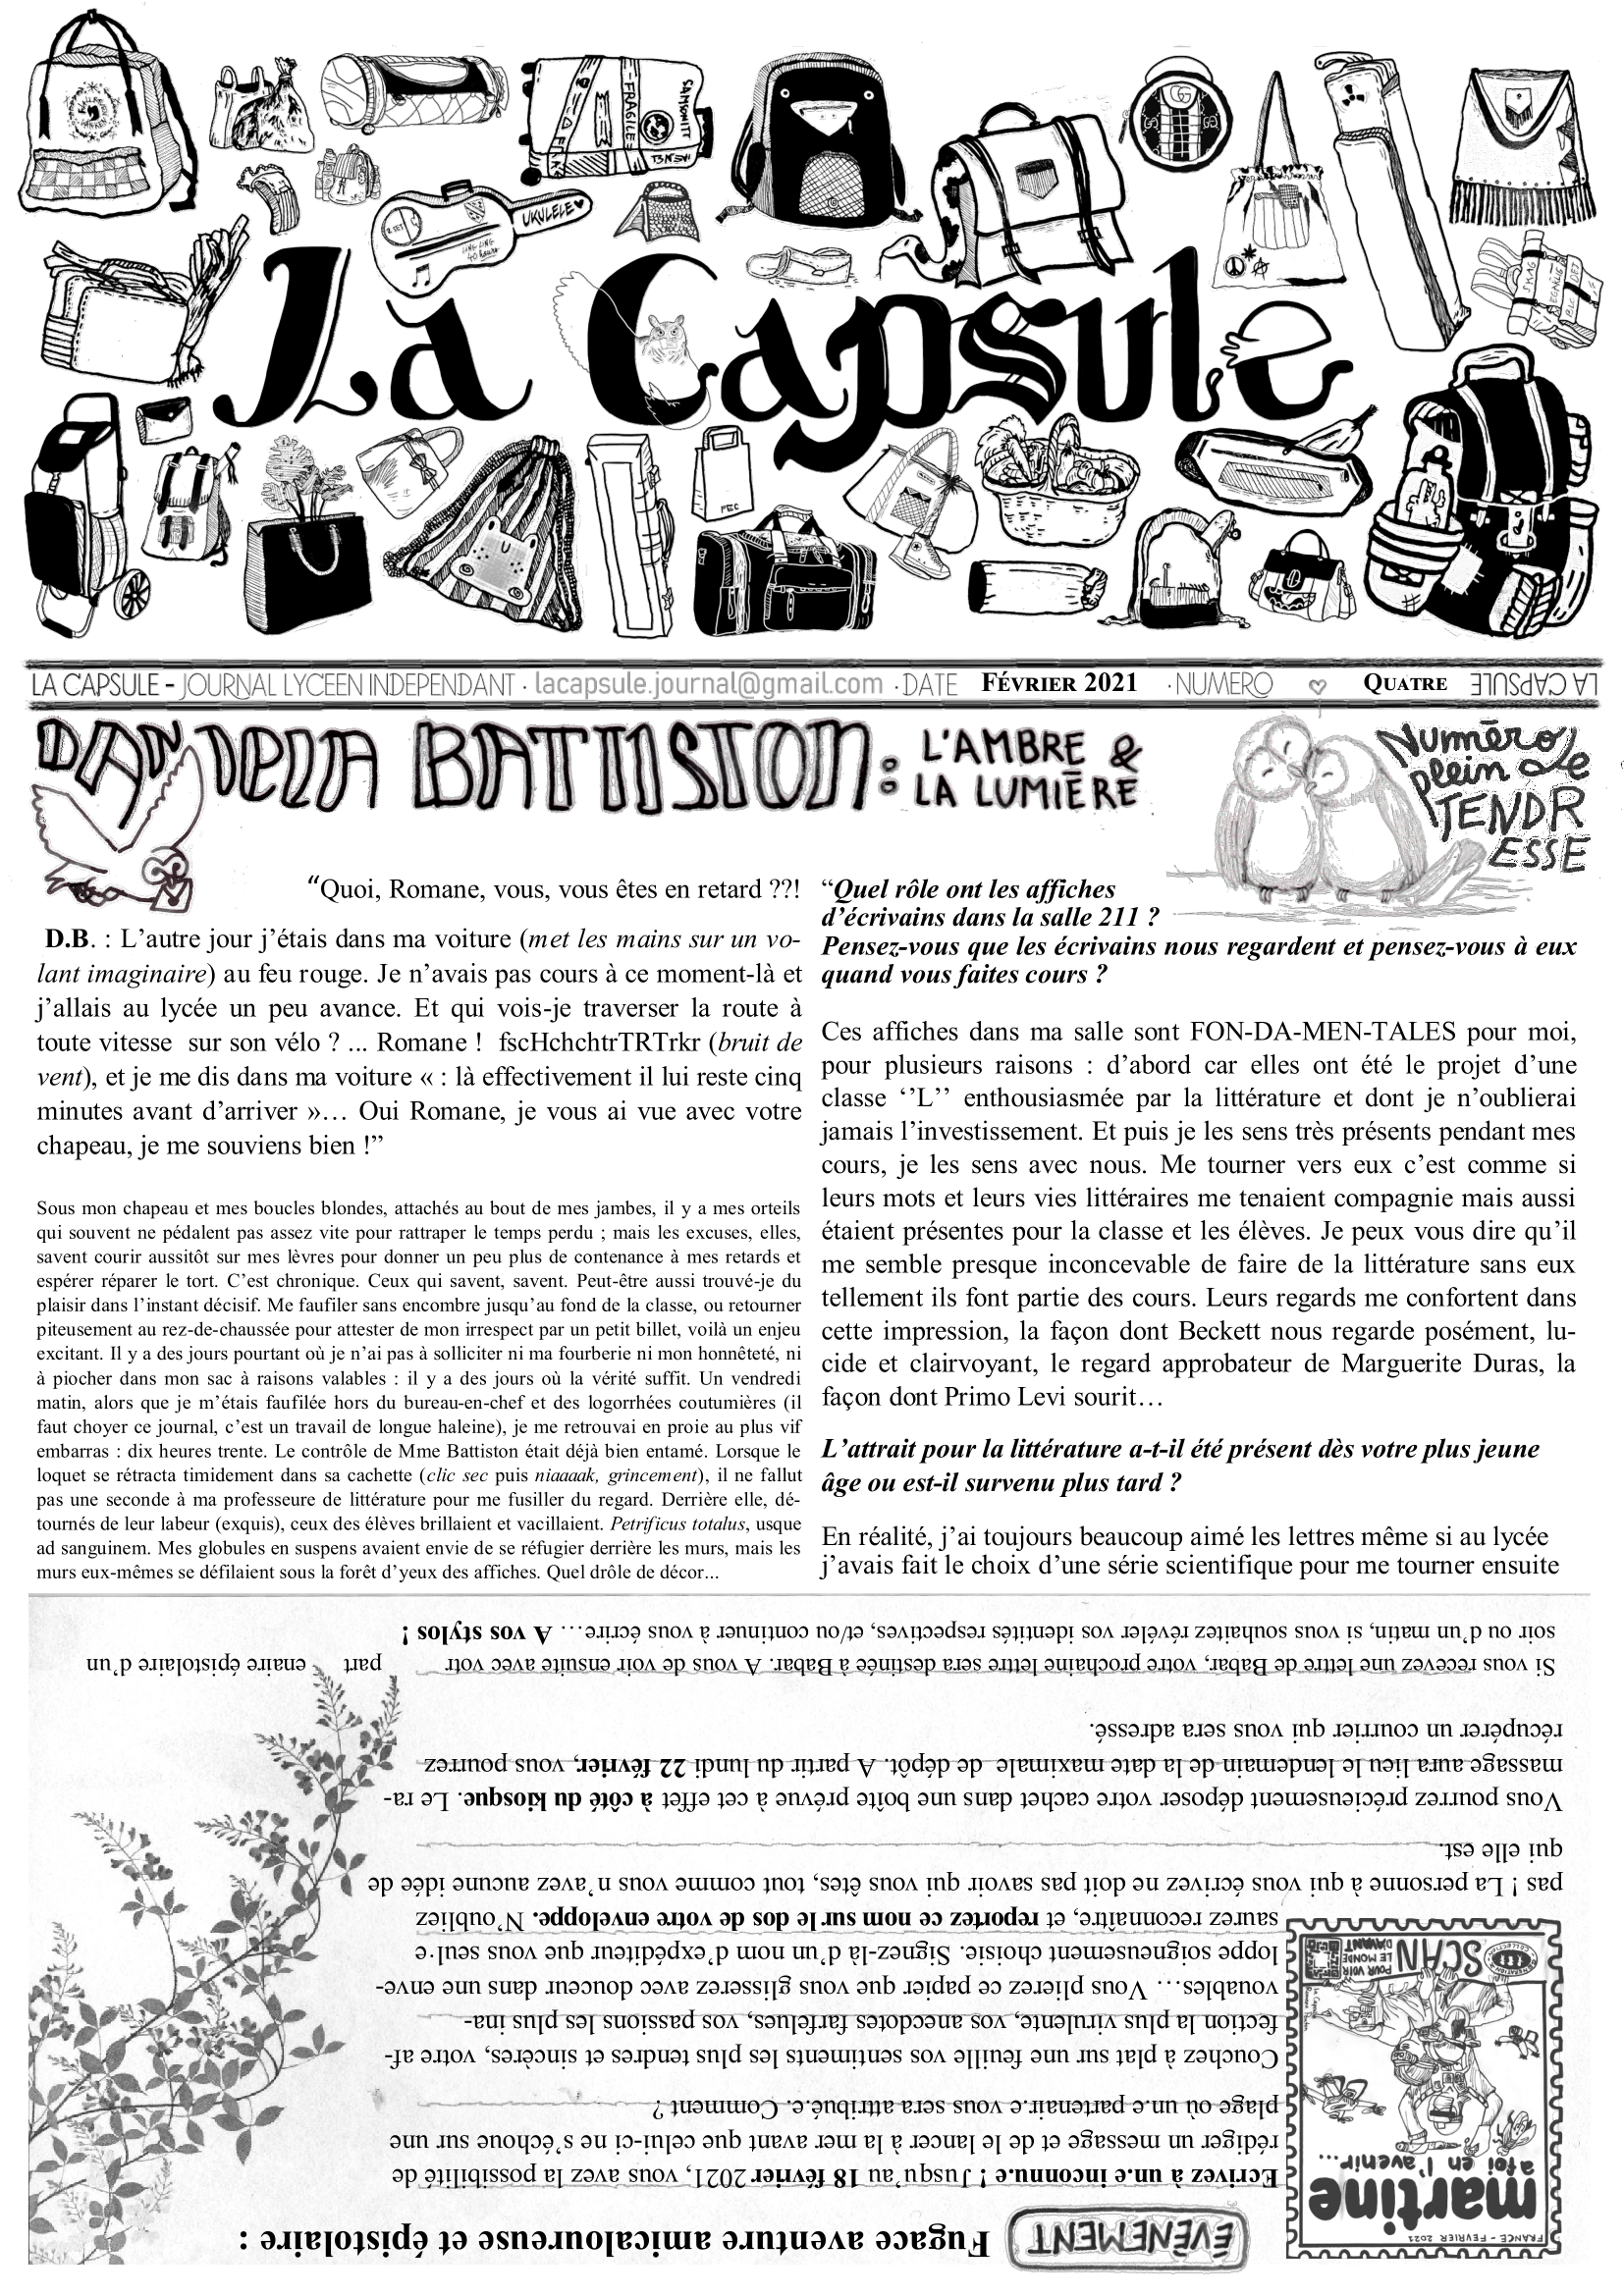 FRAGILE
SAMSONITT
UKULELE
2 SET
LING LING
40 hours
La Capsule
LA CAPSULE - JOURNAL LYCEEN INDEPENDANT · lacapsule.journal@gmail.com · DATE FÉVRIER 2021 · NUMERO QUATRE LA CAPSULE
DANIELA BATTISTON : L'AMBRE &
LA LUMIÈRE
Numéro
plein de
TENDR
ESSE
“Quoi, Romane, vous, vous êtes en retard ??!
D.B. : L’autre jour j’étais dans ma voiture (met les mains sur un vo-
lant imaginaire) au feu rouge. Je n’avais pas cours à ce moment-là et
j’allais au lycée un peu avance. Et qui vois-je traverser la route à
toute vitesse sur son vélo ? ... Romane ! fscHchchtrTRTrkr (bruit de
vent), et je me dis dans ma voiture « : là effectivement il lui reste cinq
minutes avant d’arriver »… Oui Romane, je vous ai vue avec votre
chapeau, je me souviens bien !”
Sous mon chapeau et mes boucles blondes, attachés au bout de mes jambes, il y a mes orteils
qui souvent ne pédalent pas assez vite pour rattraper le temps perdu ; mais les excuses, elles,
savent courir aussitôt sur mes lèvres pour donner un peu plus de contenance à mes retards et
espérer réparer le tort. C’est chronique. Ceux qui savent, savent. Peut-être aussi trouvé-je du
plaisir dans l’instant décisif. Me faufiler sans encombre jusqu’au fond de la classe, ou retourner
piteusement au rez-de-chaussée pour attester de mon irrespect par un petit billet, voilà un enjeu
excitant. Il y a des jours pourtant où je n’ai pas à solliciter ni ma fourberie ni mon honnêteté, ni
à piocher dans mon sac à raisons valables : il y a des jours où la vérité suffit. Un vendredi
matin, alors que je m’étais faufilée hors du bureau-en-chef et des logorrhées coutumières (il
faut choyer ce journal, c’est un travail de longue haleine), je me retrouvai en proie au plus vif
embarras : dix heures trente. Le contrôle de Mme Battiston était déjà bien entamé. Lorsque le
loquet se rétracta timidement dans sa cachette (clic sec puis niaaaak, grincement), il ne fallut
pas une seconde à ma professeure de littérature pour me fusiller du regard. Derrière elle, dé-
tournés de leur labeur (exquis), ceux des élèves brillaient et vacillaient. Petrificus totalus, usque
ad sanguinem. Mes globules en suspens avaient envie de se réfugier derrière les murs, mais les
murs eux-mêmes se défilaient sous la forêt d’yeux des affiches. Quel drôle de décor...
“Quel rôle ont les affiches
d’écrivains dans la salle 211 ?
Pensez-vous que les écrivains nous regardent et pensez-vous à eux
quand vous faites cours ?
Ces affiches dans ma salle sont FON-DA-MEN-TALES pour moi,
pour plusieurs raisons : d’abord car elles ont été le projet d’une
classe ‘’L’’ enthousiasmée par la littérature et dont je n’oublierai
jamais l’investissement. Et puis je les sens très présents pendant mes
cours, je les sens avec nous. Me tourner vers eux c’est comme si
leurs mots et leurs vies littéraires me tenaient compagnie mais aussi
étaient présentes pour la classe et les élèves. Je peux vous dire qu’il
me semble presque inconcevable de faire de la littérature sans eux
tellement ils font partie des cours. Leurs regards me confortent dans
cette impression, la façon dont Beckett nous regarde posément, lu-
cide et clairvoyant, le regard approbateur de Marguerite Duras, la
façon dont Primo Levi sourit…
L’attrait pour la littérature a-t-il été présent dès votre plus jeune
âge ou est-il survenu plus tard ?
En réalité, j’ai toujours beaucoup aimé les lettres même si au lycée
j’avais fait le choix d’une série scientifique pour me tourner ensuite
ÉVÈNEMENT
Fugace aventure amicaloureuse et épistolaire :
Ecrivez à un.e inconnu.e ! Jusqu’au 18 février 2021, vous avez la possibilité de
rédiger un message et de le lancer à la mer avant que celui-ci ne s’échoue sur une
plage où un.e partenair.e vous sera attribué.e. Comment ?
Couchez à plat sur une feuille vos sentiments les plus tendres et sincères, votre af-
fection la plus virulente, vos anecdotes farfelues, vos passions les plus ina-
vouables… Vous plierez ce papier que vous glisserez avec douceur dans une enve-
loppe soigneusement choisie. Signez-là d’un nom d’expéditeur que vous seul·e
saurez reconnaître, et reportez ce nom sur le dos de votre enveloppe. N’oubliez
pas ! La personne à qui vous écrivez ne doit pas savoir qui vous êtes, tout comme vous n’avez aucune idée de
qui elle est.
Vous pourrez précieusement déposer votre cachet dans une boîte prévue à cet effet à côté du kiosque. Le ra-
massage aura lieu le lendemain de la date maximale de dépôt. A partir du lundi 22 février, vous pourrez
récupérer un courrier qui vous sera adressé.
Si vous recevez une lettre de Babar, votre prochaine lettre sera destinée à Babar. A vous de voir ensuite avec votr part enaire épistolaire d’un
soir ou d’un matin, si vous souhaitez révéler vos identités respectives, et/ou continuer à vous écrire… A vos stylos !
FRANCE - FEVRIER 2021
martine
a foi en l'avenir...
SCAN
POUR VOIR
LE MONDE
D'AVANT